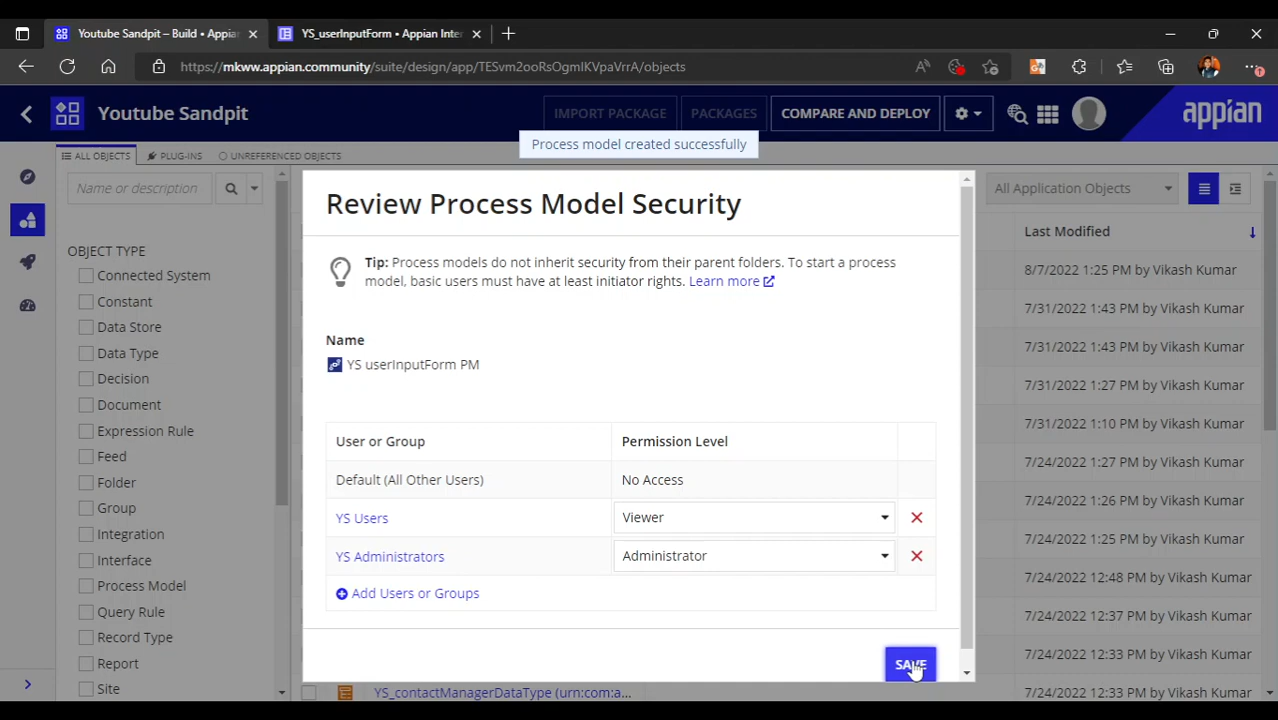 Youtube Sandpit – Build • Appian
YS_userInputForm • Appian Inter
https://mkww.appian.community/suite/design/app/TESvm2ooRsOgmIKVpaVrrA/objects
Youtube Sandpit
IMPORT PACKAGE
PACKAGES
COMPARE AND DEPLOY
appian
Process model created successfully
ALL OBJECTS
PLUG-INS
UNREFERENCED OBJECTS
Name or description
All Application Objects
OBJECT TYPE
Connected System
Constant
Data Store
Data Type
Decision
Document
Expression Rule
Feed
Folder
Group
Integration
Interface
Process Model
Query Rule
Record Type
Report
Site
Review Process Model Security
Tip: Process models do not inherit security from their parent folders. To start a process
model, basic users must have at least initiator rights. Learn more
Name
YS userInputForm PM
User or Group
Permission Level
Default (All Other Users)
No Access
YS Users
Viewer
YS Administrators
Administrator
Add Users or Groups
SAVE
YS_contactManagerDataType (urn:com:a...
Last Modified
8/7/2022 1:25 PM by Vikash Kumar
7/31/2022 1:43 PM by Vikash Kumar
7/31/2022 1:43 PM by Vikash Kumar
7/31/2022 1:27 PM by Vikash Kumar
7/31/2022 1:10 PM by Vikash Kumar
7/24/2022 1:27 PM by Vikash Kumar
7/24/2022 1:26 PM by Vikash Kumar
7/24/2022 1:25 PM by Vikash Kumar
7/24/2022 12:48 PM by Vikash Kumar
7/24/2022 12:37 PM by Vikash Kumar
7/24/2022 12:33 PM by Vikash Kumar
7/24/2022 12:33 PM by Vikash Kumar